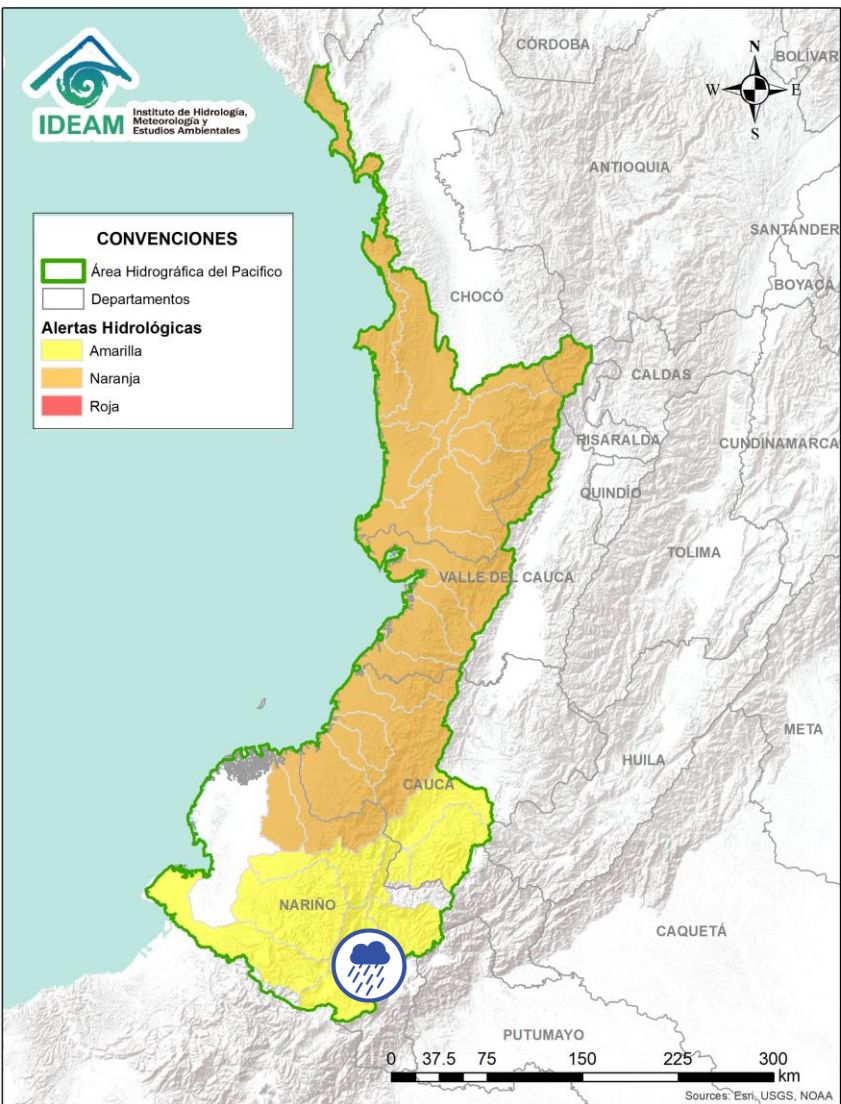 IDEAM
Instituto de Hidrología,
Meteorología y
Estudios Ambientales
CÓRDOBA
BOLÍVAR
N
W
E
S
ANTIOQUIA
SANTANDER
BOYACÁ
CONVENCIONES
Área Hidrográfica del Pacifico
Departamentos
Alertas Hidrológicas
Amarilla
Naranja
Roja
CHOCÓ
CALDAS
RISARALDA
CUNDINAMARCA
QUINDÍO
TOLIMA
VALLE DEL CAUCA
META
HUILA
CAUCA
NARIÑO
CAQUETÁ
PUTUMAYO
0 37.5 75 150 225 300
km
Sources: Esri, USGS, NOAA